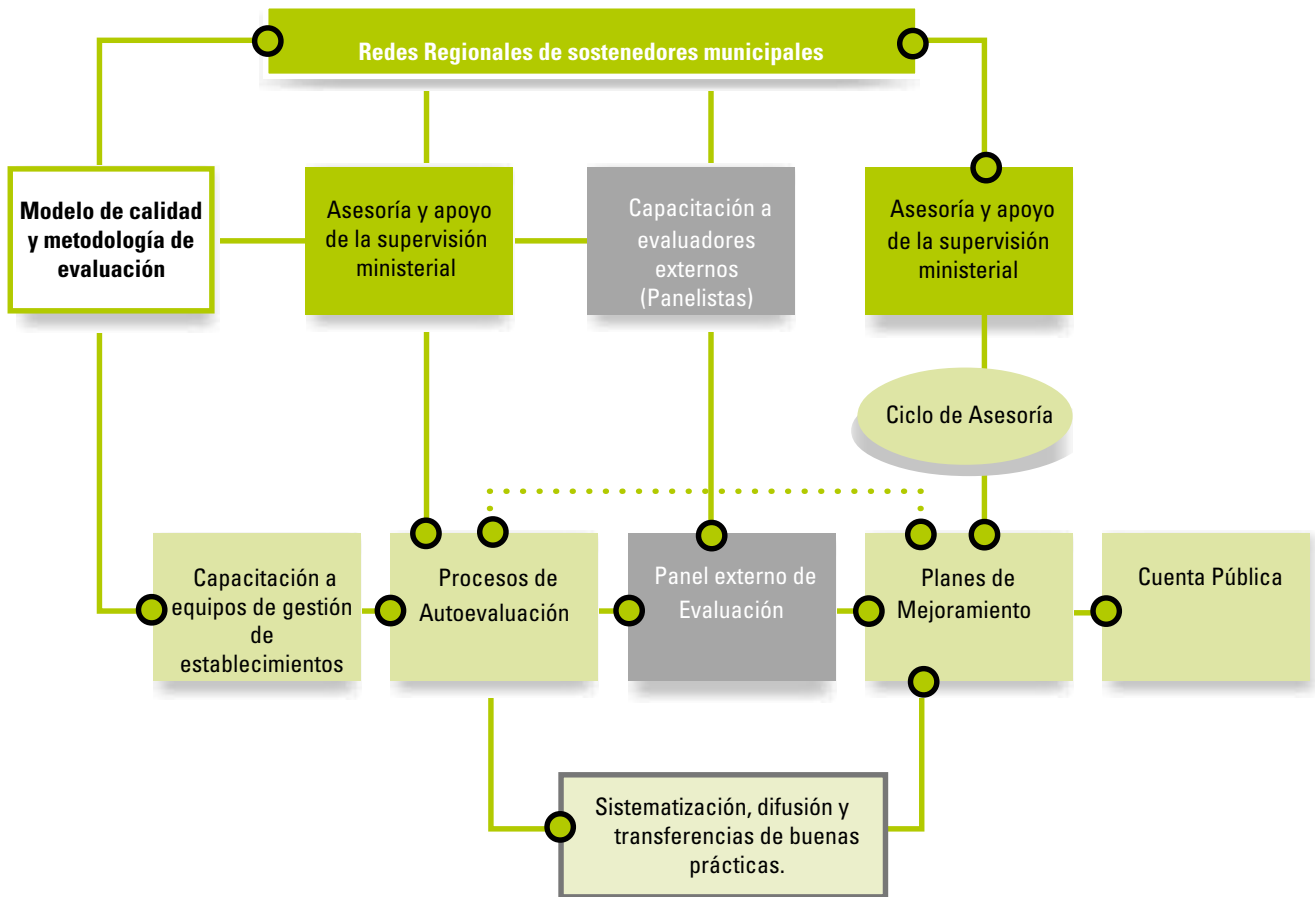 Redes Regionales de sostenedores municipales
Modelo de calidad
y metodología de
evaluación
Asesoría y apoyo
de la supervisión
ministerial
Capacitación a
evaluadores
externos
(Panelistas)
Asesoría y apoyo
de la supervisión
ministerial
Ciclo de Asesoría
Capacitación a
equipos de gestión
de
establecimientos
Procesos de
Autoevaluación
Panel externo de
Evaluación
Planes de
Mejoramiento
Cuenta Pública
Sistematización, difusión y
transferencias de buenas
prácticas.